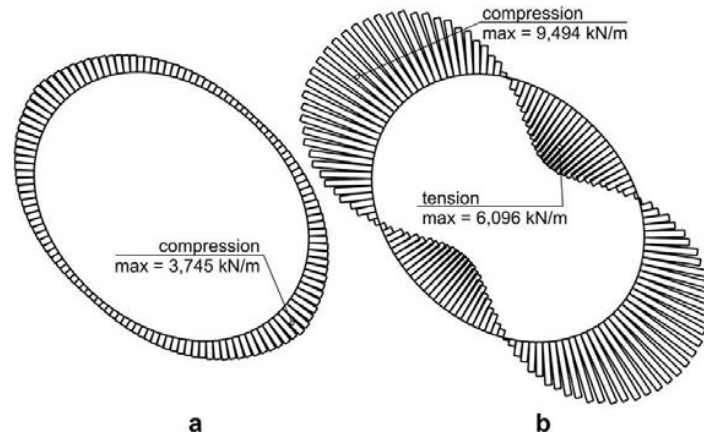 compression
max = 9,494 kN/m
tension
max = 6,096 kN/m
compression
max = 3,745 kN/m
a
b